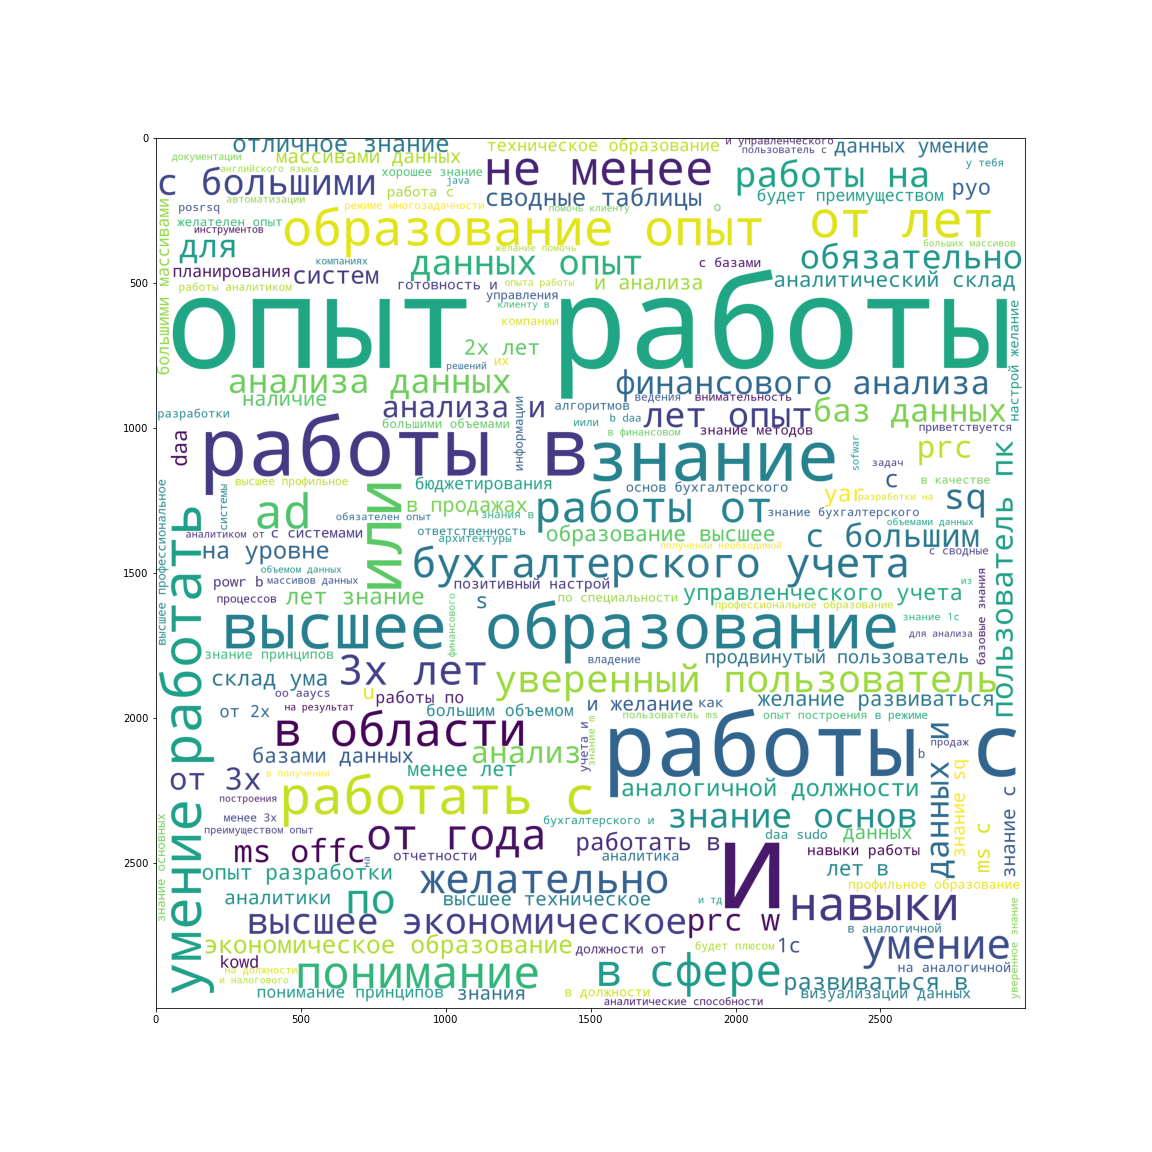 0
отличное знание
техническое образование
и управленческого
пользователь с
данных умение
документации
массивами данных
английского языка
хорошее знание
java
не менее
работы на
у тебя
с большими
автоматизации
posrsq
работа с
режиме многозадачности
сводные таблицы
помочь клиенту
о
будет преимуществом
pyo
желателен опыт
инструментов
образование опыт
от лет
для
желание помочь
больших массивов
компаниях
данных опыт
с базами
обязательно
планирования
систем
500
работы аналитиком
готовность и
опыта работы
и анализа
аналитический склад
управления
клиенту в
большими массивами
опыт работы
компании
настрой желание
2х лет
решений
их
анализа данных
финансового анализа
наличие
ведения
внимательность
разработки
анализа и
алгоритмов
лет опыт
баз данных
1000
большими объемами
иили
b daa
в финансовом
знание методов
приветствуется
daa
работы в
информации
знание
sofwar
задач
prc
высшее профильное
бюджетирования
основ бухгалтерского
с
в качестве
пользователь пк
системы
ad
или
в продажах
работы от
yar
разработки на
sq
обязателен опыт
знания в
знание бухгалтерского
аналитиком от
с системами
ответственность
архитектуры
образование высшее
с большим
объемами данных
на уровне
получении необходимой
с сводные
1500
объемом данных
бухгалтерского учета
powr b
массивов данных
позитивный настрой
из
высшее профессиональное
процессов
лет знание
s
по специальности
управленческого учета
профессиональное образование
базовые знания
знание 1с
высшее образование
финансового
для анализа
знание принципов
владение
продвинутый пользователь
склад ума
3х лет
уверенный пользователь
ро aaycs
u
работы по
на результат
и желание
как
желание развиваться
от 2х
большим объемом
пользователь ms
опыт построения
в режиме
2000
в области
работы с
умение работать
базами данных
анализ
учета и
знание m
b
продаж
данных и
менее лет
от 3х
в получении
аналогичной должности
знание sq
построения
работать с
знание с
менее 3х
бухгалтерского и
знание основ
преимуществом опыт
от года
daa sudo
данных
ms с
знание основных
работать в
навыки работы
ms offc
на
отчетности
аналитика
и
лет в
2500
опыт разработки
желательно
профильное образование
аналитики
по
высшее техническое
и тд
навыки
уверенное знание
высшее экономическое
prc w
в аналогичной
экономическое образование
должности от
будет плюсом
1с
умение
kowd
на должности
и налогового
понимание
в сфере
на аналогичной
развиваться в
понимание принципов
знания
в должности
аналитические способности
визуализации данных
0 500 1000 1500 2000 2500